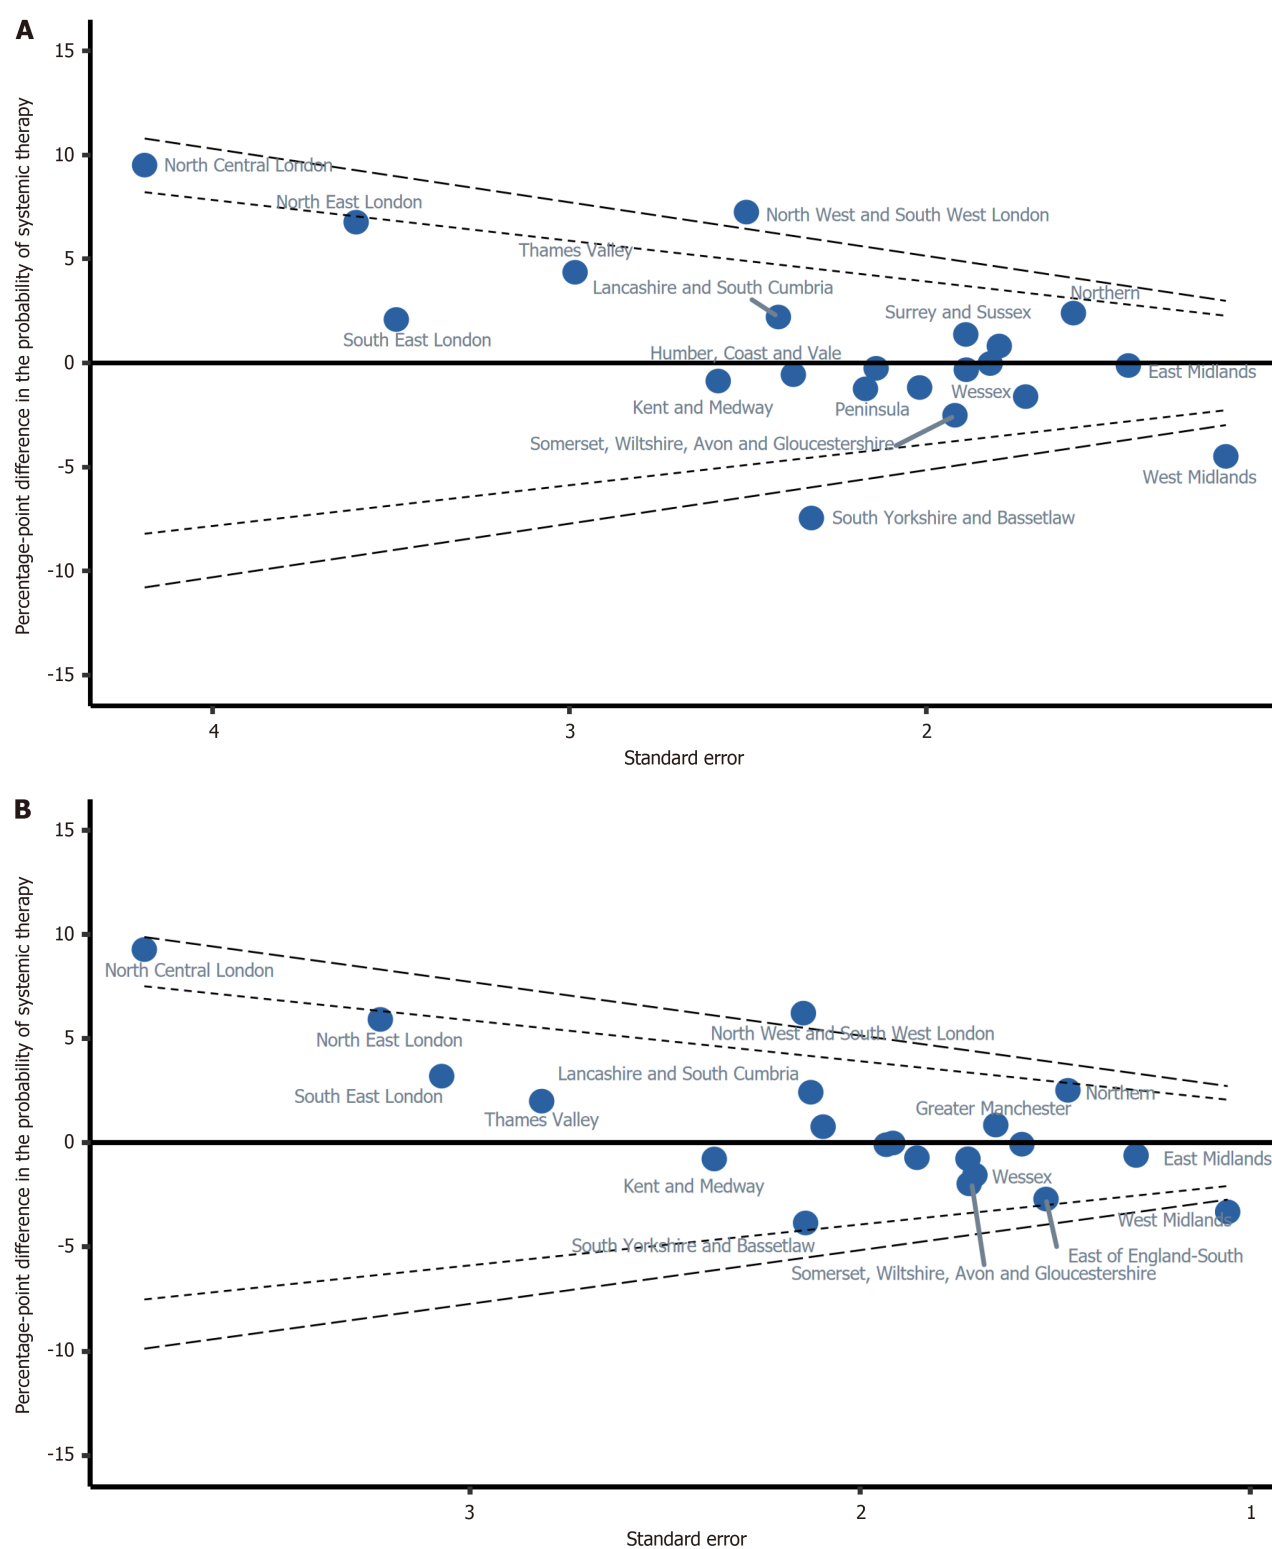 A
Percentage-point difference in the probability of systemic therapy
15
10
5
0
-5
-10
-15
North Central London
North East London
North West and South West London
Thames Valley
Lancashire and South Cumbria
Northern
Surrey and Sussex
South East London
Humber, Coast and Vale
East Midlands
Wessex
Kent and Medway
Peninsula
Somerset, Wiltshire, Avon and Gloucestershire
West Midlands
South Yorkshire and Bassetlaw
4
3
2
Standard error
B
Percentage-point difference in the probability of systemic therapy
15
10
5
0
-5
-10
-15
North Central London
North West and South West London
North East London
Lancashire and South Cumbria
South East London
Northern
Greater Manchester
Thames Valley
East Midlands
Wessex
Kent and Medway
West Midlands
South Yorkshire and Bassetlaw
East of England-South
Somerset, Wiltshire, Avon and Gloucestershire
3
2
1
Standard error